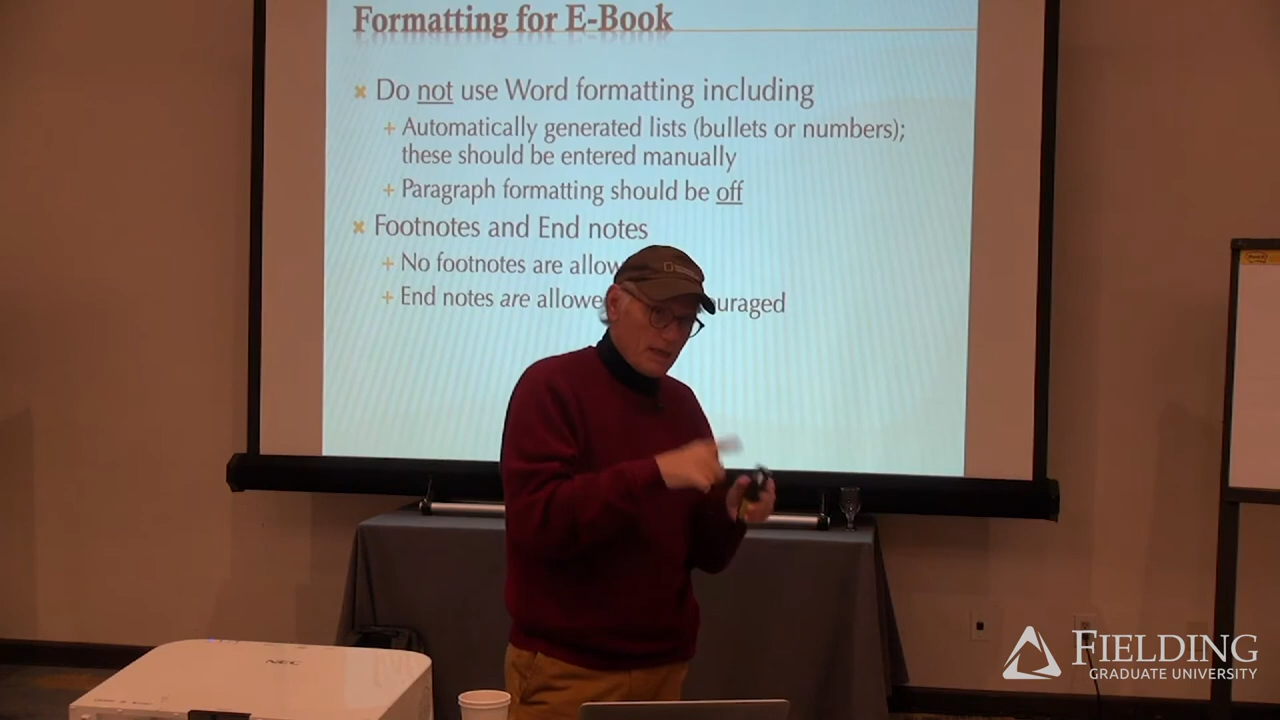 Formatting for E-Book
Do not use Word formatting including
+ Automatically generated lists (bullets or numbers);
these should be entered manually
+ Paragraph formatting should be off
Footnotes and End notes
+ No footnotes are allow
+ End notes are allowe uraged
NEC
FIELDING
GRADUATE UNIVERSITY